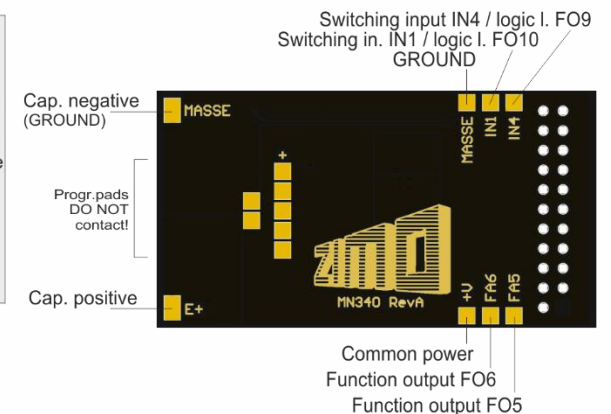 Switching input IN4 / logic l. FO9
Switching in. IN1 / logic l. FO10
GROUND
Cap. negative
(GROUND)
MASSE
MASSE
IN1
IN4
e
+
Progr.pads
DO NOT
contact!
zimo
MN340 RevA
Cap. positive
E+
+V
FA6
FA5
Common power
Function output FO6
Function output FO5